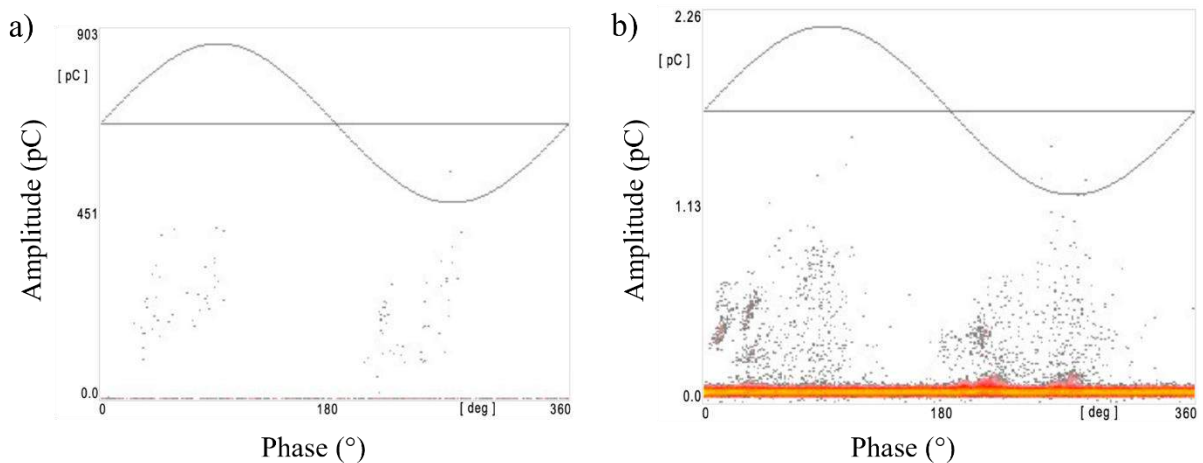 a)
903
[ pC]
451
0.0
0
180
[ deg]
360
Amplitude (pC)
Phase (°)
b)
2.26
[ pC]
1.13
0.0
0
180
[ deg]
360
Amplitude (pC)
Phase (°)